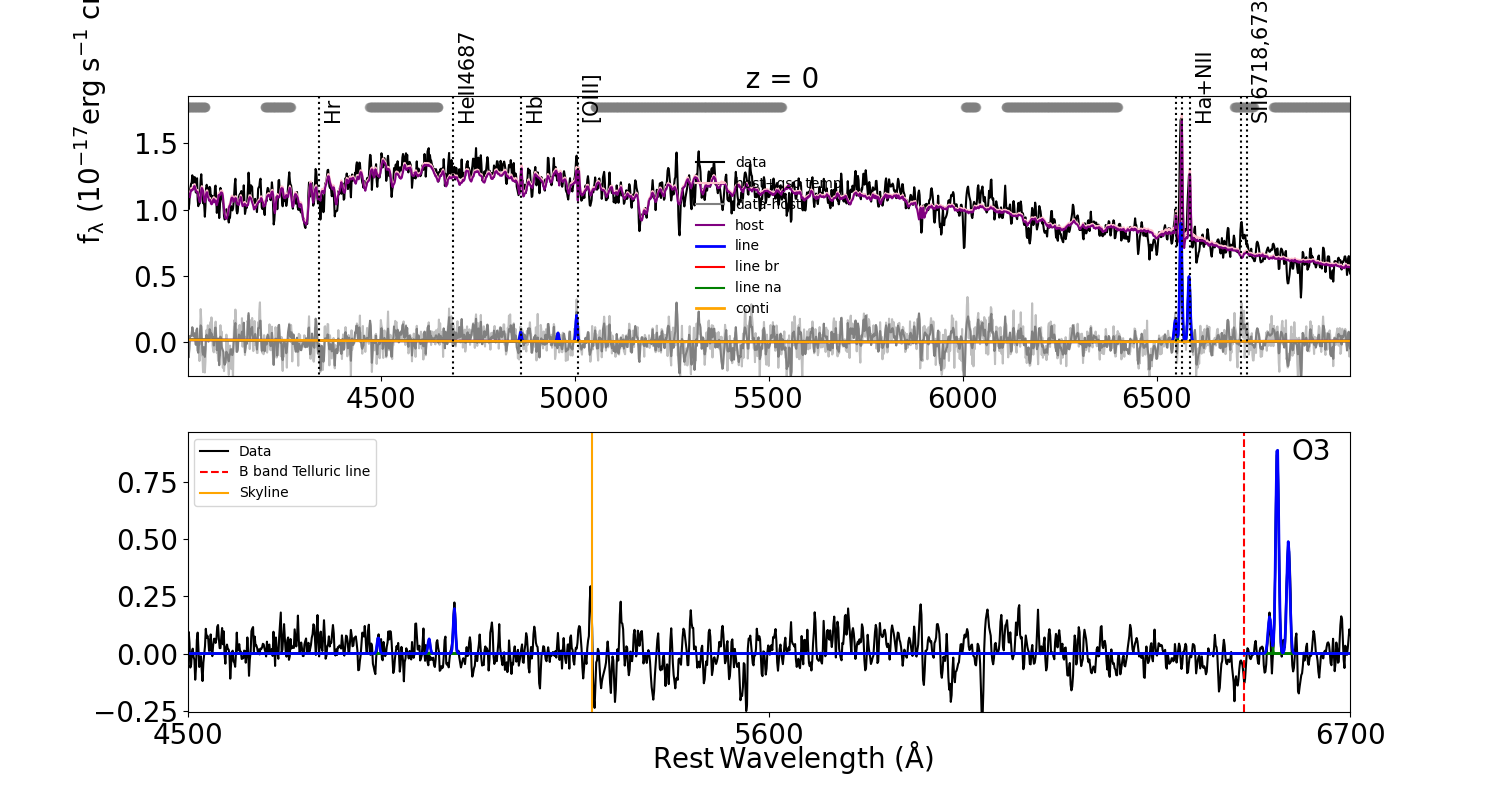 z = 0
f_λ (10^−17 erg s^−1 c
Hr
HeII4687
Hb
[OIII]
Ha+NII
SII6718,673
1.5
1.0
0.5
0.0
data
host+qso temp
data-host
host
line
line br
line na
conti
4500 5000 5500 6000 6500
Data
B band Telluric line
Skyline
O3
0.75
0.50
0.25
0.00
−0.25
4500 5600 6700
Rest Wavelength (Å)